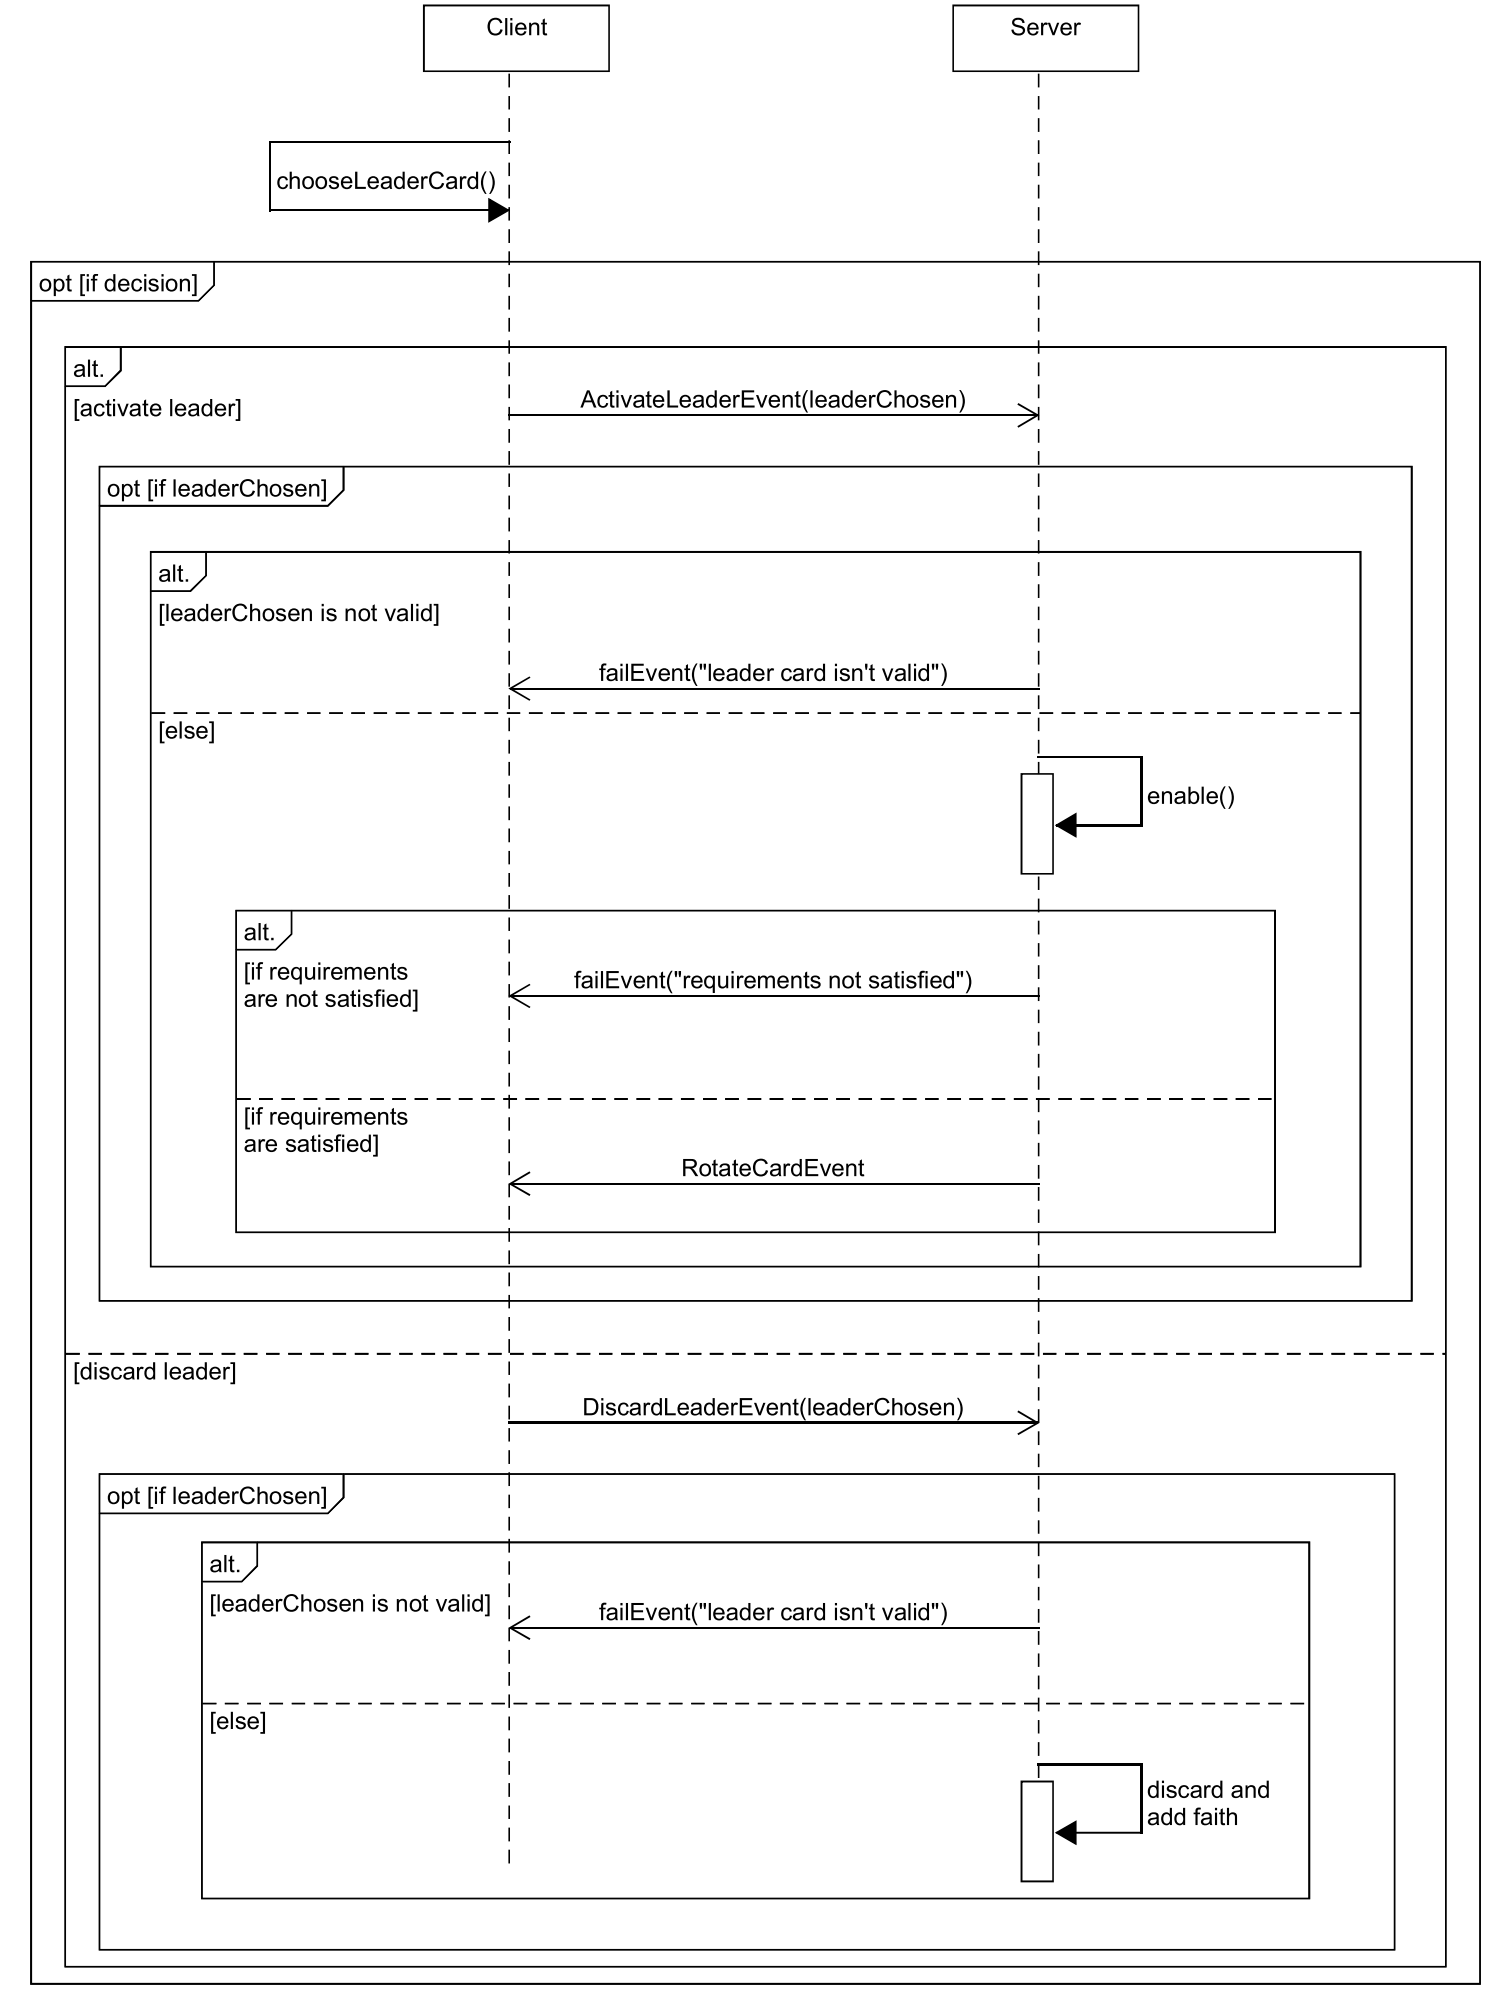 Client
Server
chooseLeaderCard()
opt [if decision]
alt.
[activate leader]
ActivateLeaderEvent(leaderChosen)
opt [if leaderChosen]
alt.
[leaderChosen is not valid]
failEvent("leader card isn't valid")
[else]
enable()
alt.
[if requirements
are not satisfied]
failEvent("requirements not satisfied")
[if requirements
are satisfied]
RotateCardEvent
[discard leader]
DiscardLeaderEvent(leaderChosen)
opt [if leaderChosen]
alt.
[leaderChosen is not valid]
failEvent("leader card isn't valid")
[else]
discard and
add faith